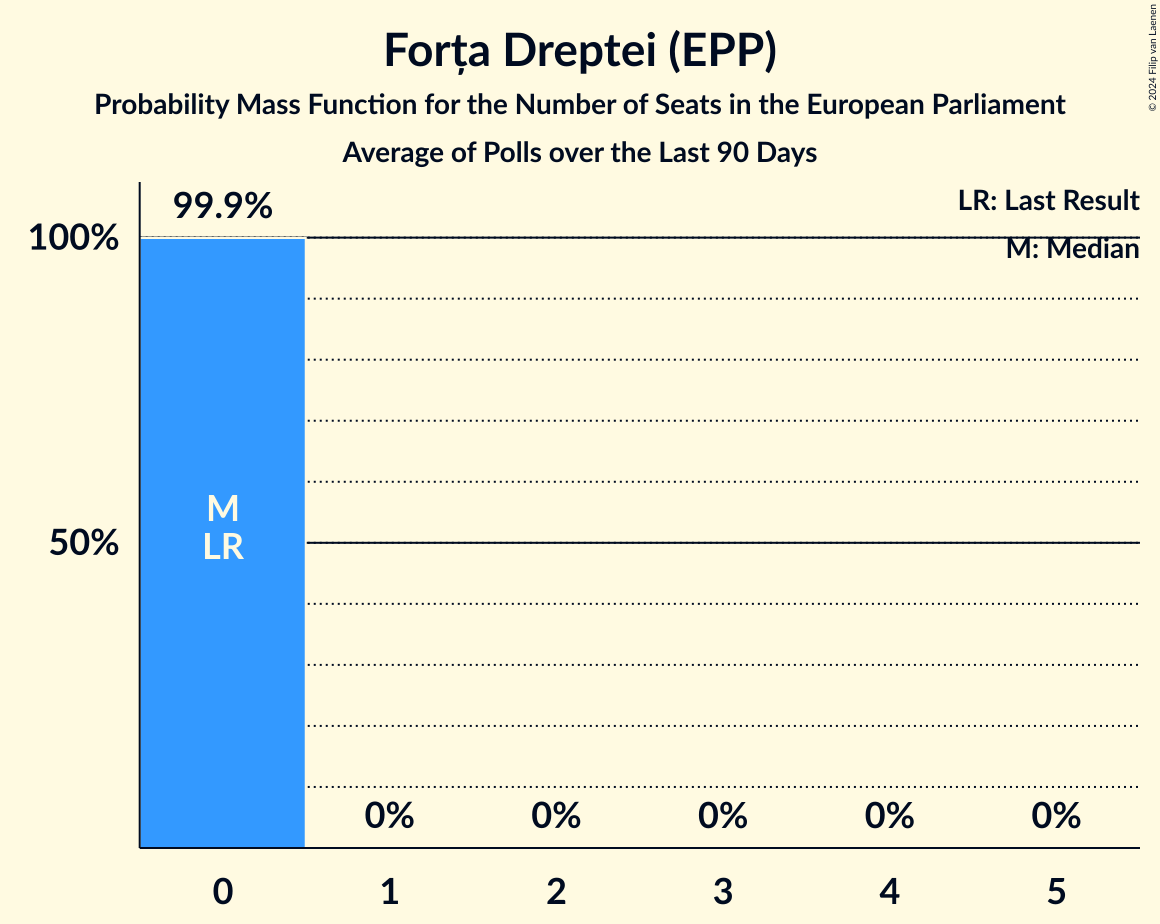 Forța Dreptei (EPP)
Probability Mass Function for the Number of Seats in the European Parliament
Average of Polls over the Last 90 Days
© 2024 Filip van Laenen
LR: Last Result
M: Median
99.9%
100%
50%
M
LR
0% 0% 0% 0% 0%
0 1 2 3 4 5